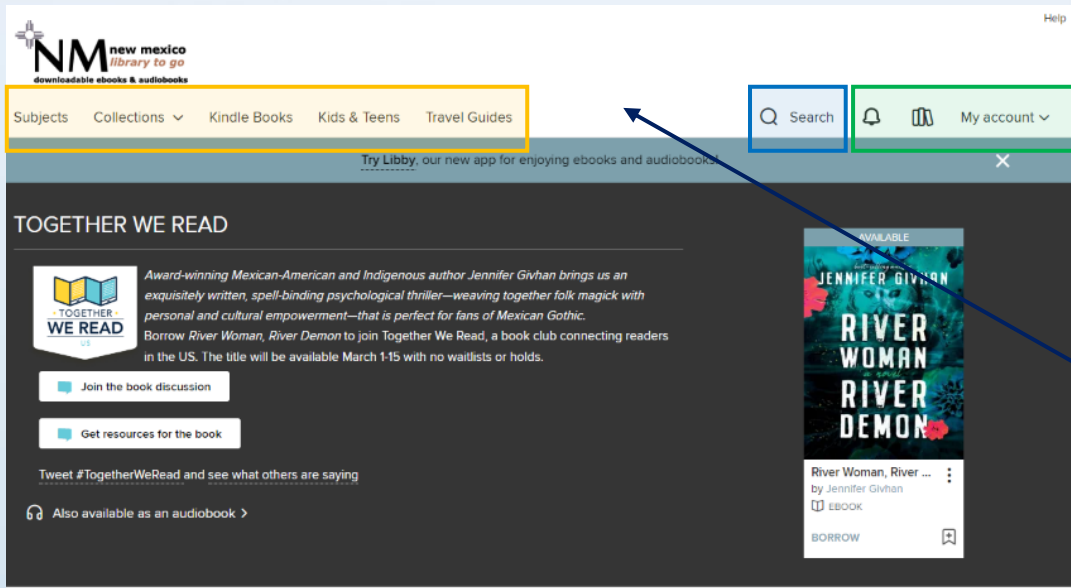 Help
NM new mexico
library to go
downloadable ebooks & audiobooks
Subjects Collections Kindle Books Kids & Teens Travel Guides Search My account
Try Libby, our new app for enjoying ebooks and audiobooks!
TOGETHER WE READ
TOGETHER
WE READ
US
Award-winning Mexican-American and Indigenous author Jennifer Givhan brings us an
exquisitely written, spell-binding psychological thriller—weaving together folk magick with
personal and cultural empowerment—that is perfect for fans of Mexican Gothic.
Borrow River Woman, River Demon to join Together We Read, a book club connecting readers
in the US. The title will be available March 1-15 with no waitlists or holds.
Join the book discussion
Get resources for the book
Tweet #TogetherWeRead and see what others are saying
Also available as an audiobook >
AVAILABLE
JENNIFER GIVHAN
RIVER
WOMAN
a novel
RIVER
DEMON
River Woman, River ...
by Jennifer Givhan
EBOOK
BORROW